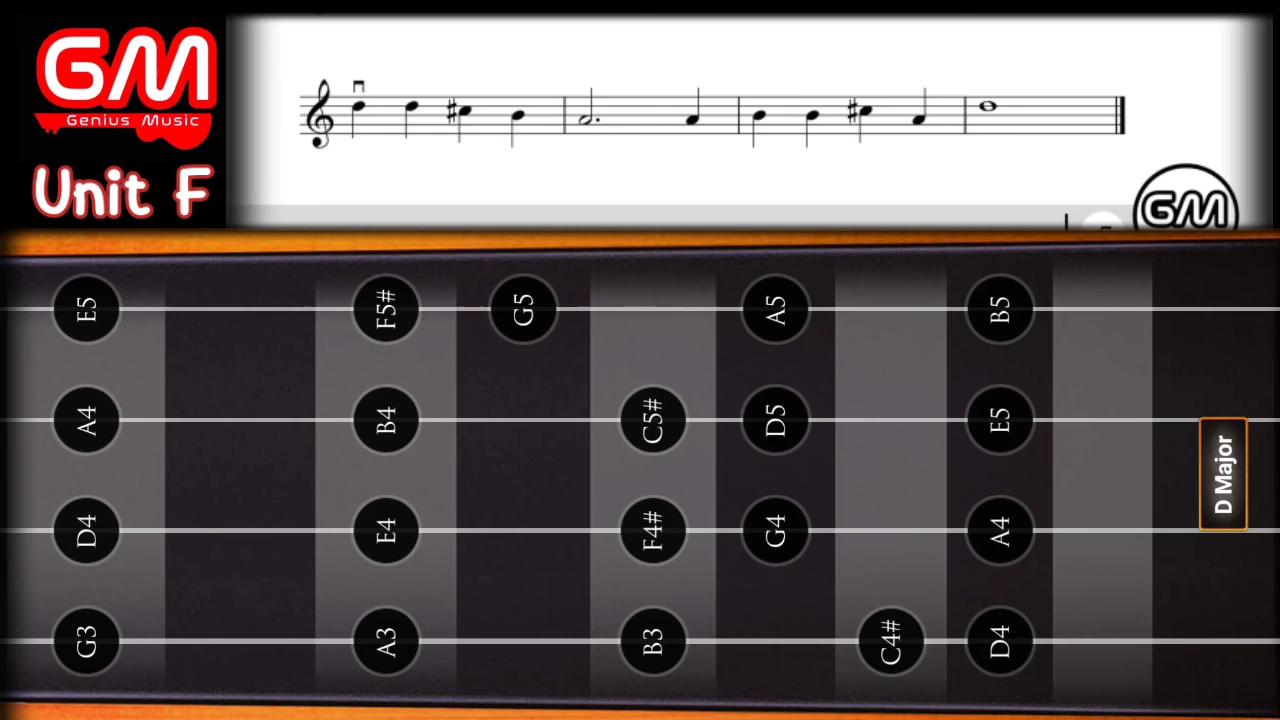 GM
Genius Music
Unit F
GM
E5 F5# G5 A5 B5
A4 B4 C5# D5 E5
D4 E4 F4# G4 A4
G3 A3 B3 C4# D4
D Major